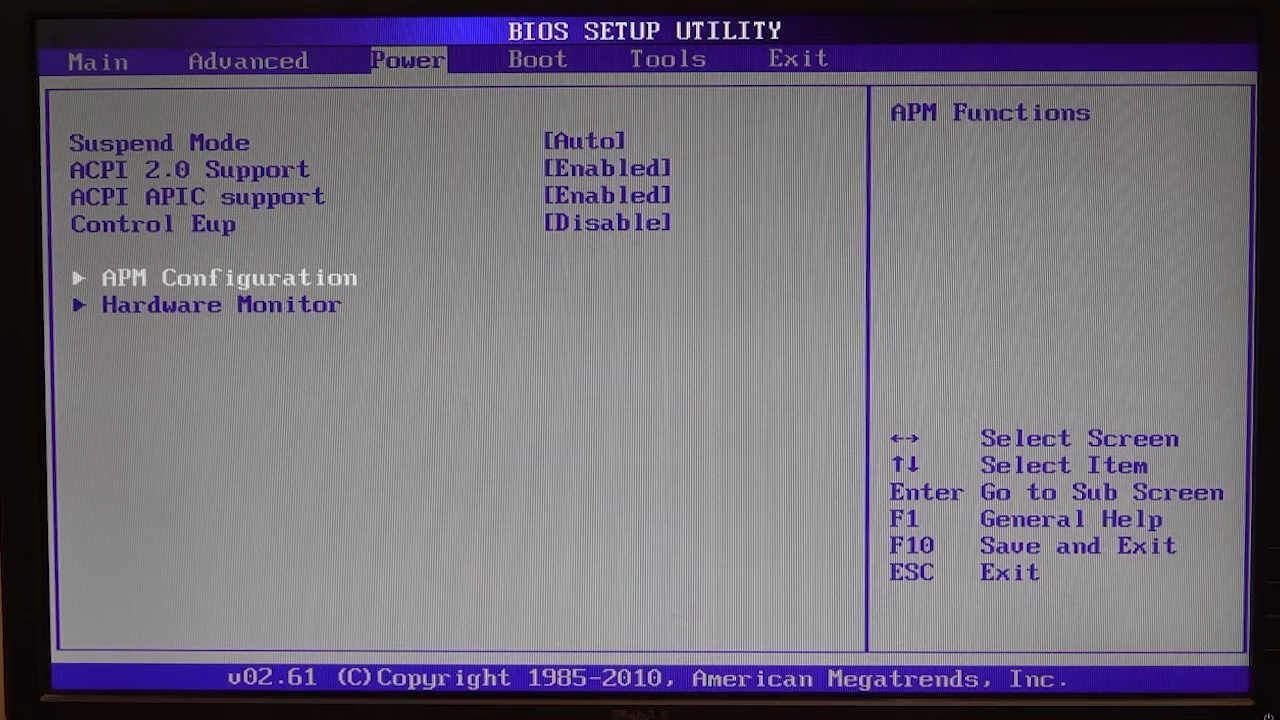 BIOS SETUP UTILITY
Main Advanced Power Boot Tools Exit
Suspend Mode [Auto]
ACPI 2.0 Support [Enabled]
ACPI APIC support [Enabled]
Control Eup [Disable]
▶ APM Configuration
▶ Hardware Monitor
APM Functions
←→ Select Screen
↑↓ Select Item
Enter Go to Sub Screen
F1 General Help
F10 Save and Exit
ESC Exit
v02.61 (C)Copyright 1985-2010, American Megatrends, Inc.